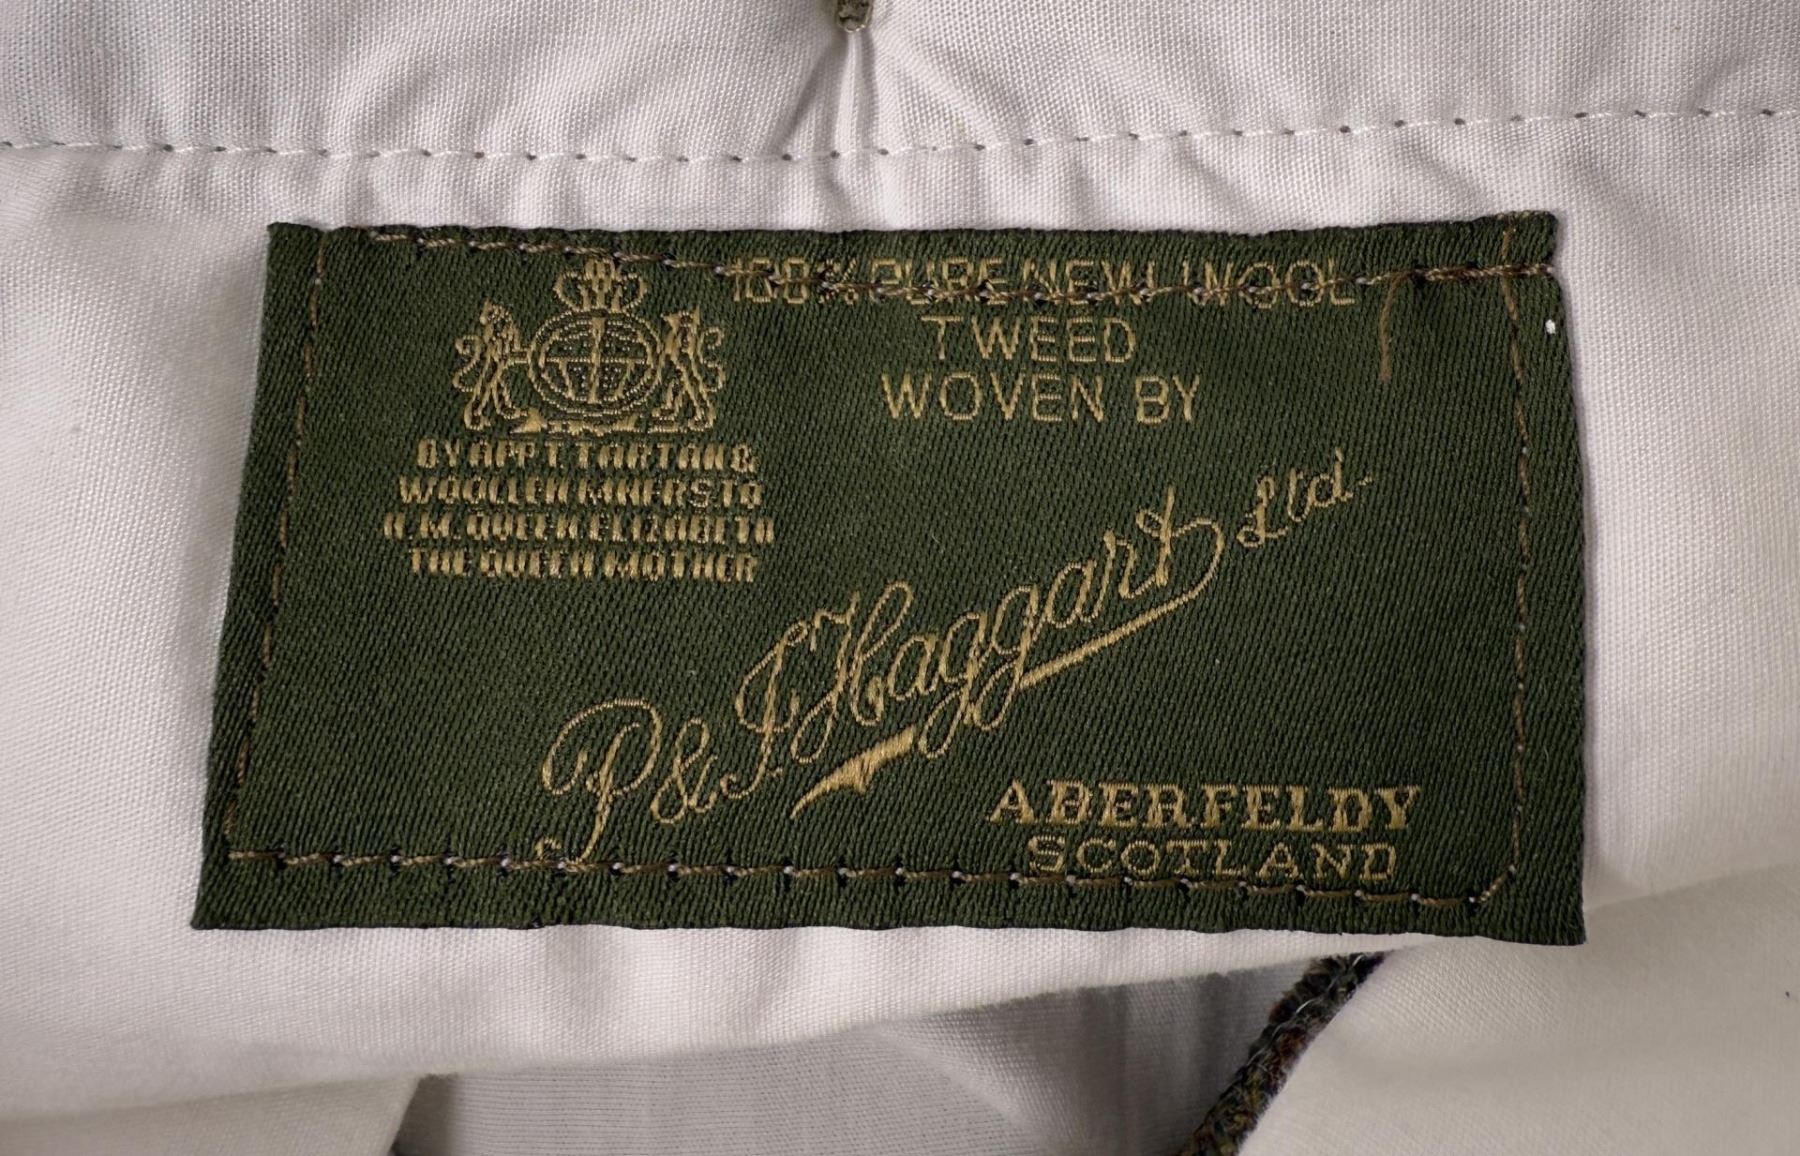 100% PURE NEW WOOL
TWEED
WOVEN BY
BY APPT TARTAN &
WOOLLEN MNFRS TO
H.M. QUEEN ELIZABETH
THE QUEEN MOTHER
P & J Haggart Ltd.
ABERFELDY
SCOTLAND